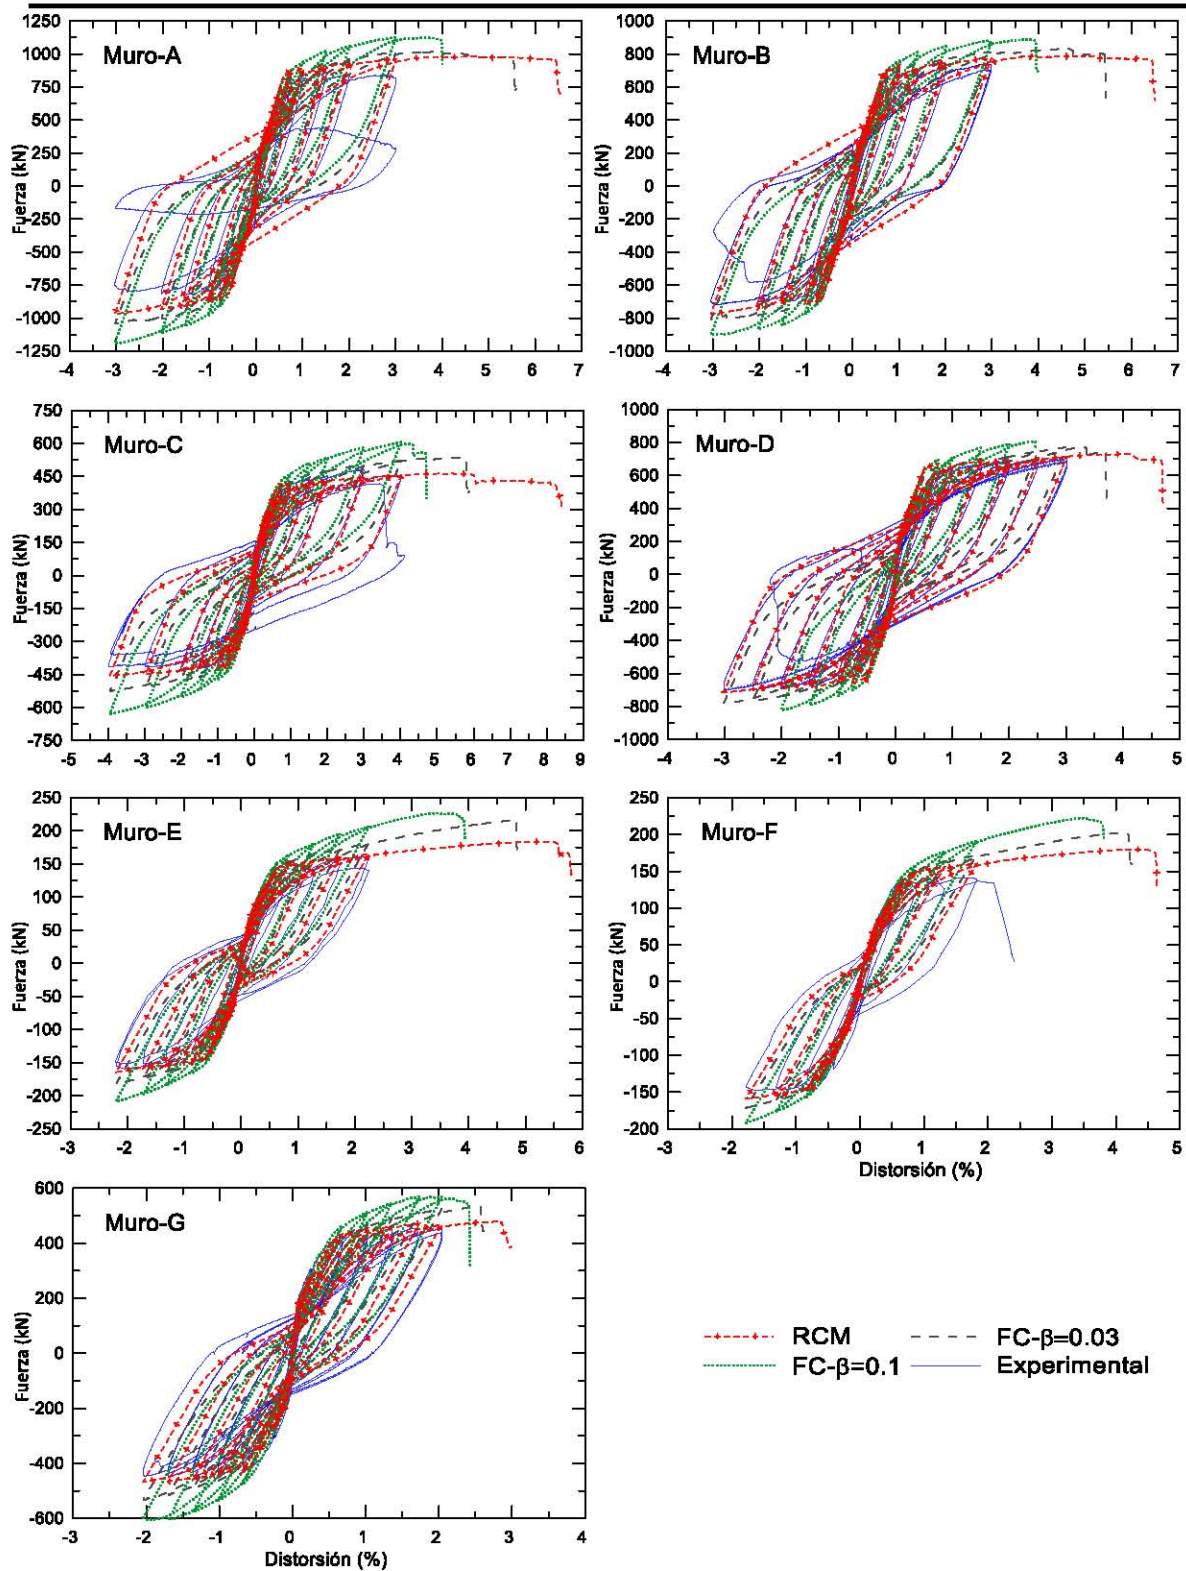 Muro-A
Fuerza (kN)
1250
1000
750
500
250
0
-250
-500
-750
-1000
-1250
-4 -3 -2 -1 0 1 2 3 4 5 6 7
Muro-B
Fuerza (kN)
1000
800
600
400
200
0
-200
-400
-600
-800
-1000
-4 -3 -2 -1 0 1 2 3 4 5 6 7
Muro-C
Fuerza (kN)
750
600
450
300
150
0
-150
-300
-450
-600
-750
-5 -4 -3 -2 -1 0 1 2 3 4 5 6 7 8 9
Muro-D
Fuerza (kN)
1000
800
600
400
200
0
-200
-400
-600
-800
-1000
-4 -3 -2 -1 0 1 2 3 4 5
Muro-E
Fuerza (kN)
250
200
150
100
50
0
-50
-100
-150
-200
-250
-3 -2 -1 0 1 2 3 4 5 6
Muro-F
Fuerza (kN)
250
200
150
100
50
0
-50
-100
-150
-200
-3 -2 -1 0 1 2 3 4 5
Distorsión (%)
Muro-G
Fuerza (kN)
600
400
200
0
-200
-400
-600
-3 -2 -1 0 1 2 3 4
Distorsión (%)
RCM
FC-β=0.03
FC-β=0.1
Experimental